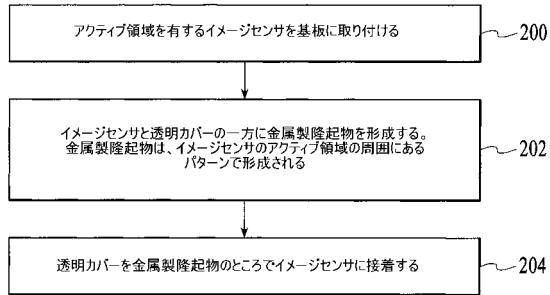 アクティブ領域を有するイメージセンサを基板に取り付ける
200
イメージセンサと透明カバーの一方に金属製隆起物を形成する。
金属製隆起物は、イメージセンサのアクティブ領域の周囲にある
パターンで形成される
202
透明カバーを金属製隆起物のところでイメージセンサに接着する
204